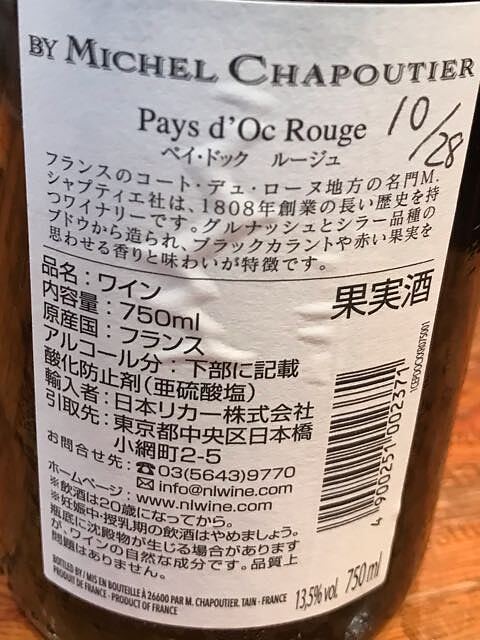 BY MICHEL CHAPOUTIER
Pays d'Oc Rouge
10/28
ペイ・ドック ルージュ
フランスのコート・デュ・ローヌ地方の名門M.
シャプティエ社は、1808年創業の長い歴史を持
つワイナリーです。グルナッシュとシラー品種の
ブドウから造られ、ブラックカラントや赤い果実を
思わせる香りと味わいが特徴です。
品名：ワイン
果実酒
内容量：750ml
原産国：フランス
アルコール分：下部に記載
酸化防止剤(亜硫酸塩)
輸入者：日本リカー株式会社
引取先：東京都中央区日本橋
小網町2-5
お問合せ先：☎03(5643)9770
✉info@nlwine.com
ホームページ：www.nlwine.com
※飲酒は20歳になってから。
※妊娠中・授乳期の飲酒はやめましょう。
瓶底に沈殿物が生じる場合があります
が、ワインの自然な成分です。品質上
問題はありません。
4 900251 002371
BOTTLED BY / MIS EN BOUTEILLE À 26600 PAR M. CHAPOUTIER. TAIN - FRANCE
PRODUIT DE FRANCE - PRODUCT OF FRANCE
13,5% vol 750 ml